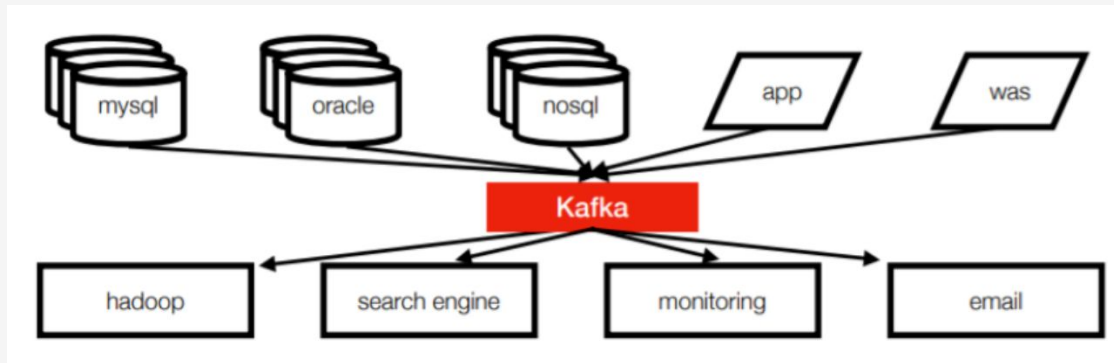 mysql
oracle
nosql
app
was
Kafka
hadoop
search engine
monitoring
email